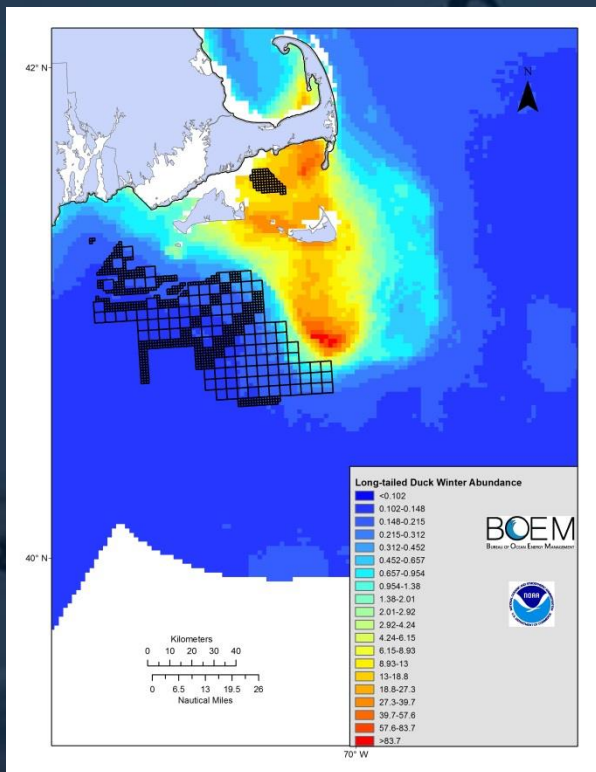 42° N
N
Long-tailed Duck Winter Abundance
<0.102
0.102-0.148
0.148-0.215
0.215-0.312
0.312-0.452
0.452-0.657
0.657-0.954
0.954-1.38
1.38-2.01
2.01-2.92
2.92-4.24
4.24-6.15
6.15-8.93
8.93-13
13-18.8
18.8-27.3
27.3-39.7
39.7-57.6
57.6-83.7
>83.7
BOEM
BUREAU OF OCEAN ENERGY MANAGEMENT
NOAA
40° N
Kilometers
0 10 20 30 40
0 6.5 13 19.5 26
Nautical Miles
70° W